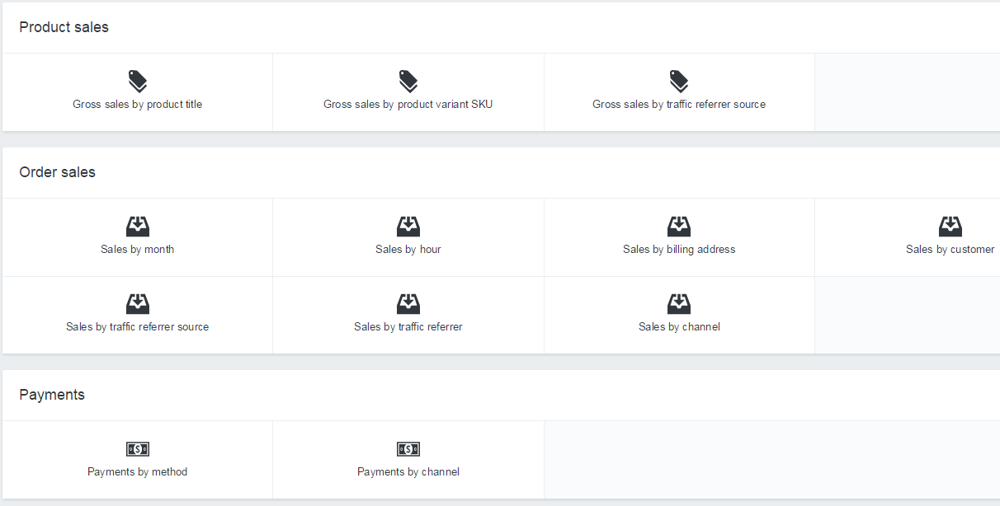 Product sales
Gross sales by product title
Gross sales by product variant SKU
Gross sales by traffic referrer source
Order sales
Sales by month
Sales by hour
Sales by billing address
Sales by customer
Sales by traffic referrer source
Sales by traffic referrer
Sales by channel
Payments
Payments by method
Payments by channel